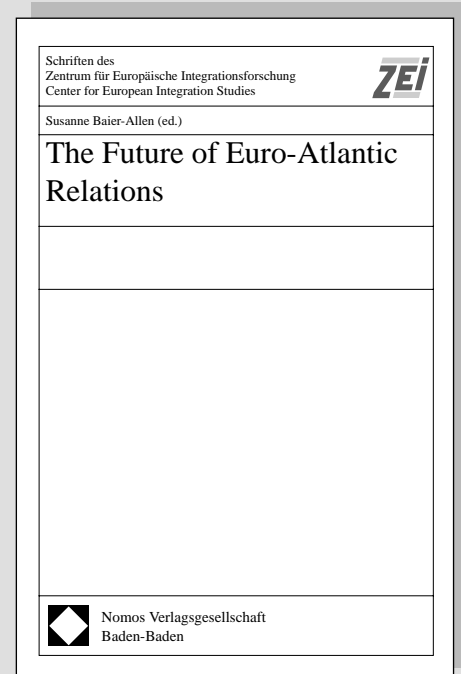 Schriften des
Zentrum für Europäische Integrationsforschung
Center for European Integration Studies
ZEi
Susanne Baier-Allen (ed.)
The Future of Euro-Atlantic
Relations
Nomos Verlagsgesellschaft
Baden-Baden